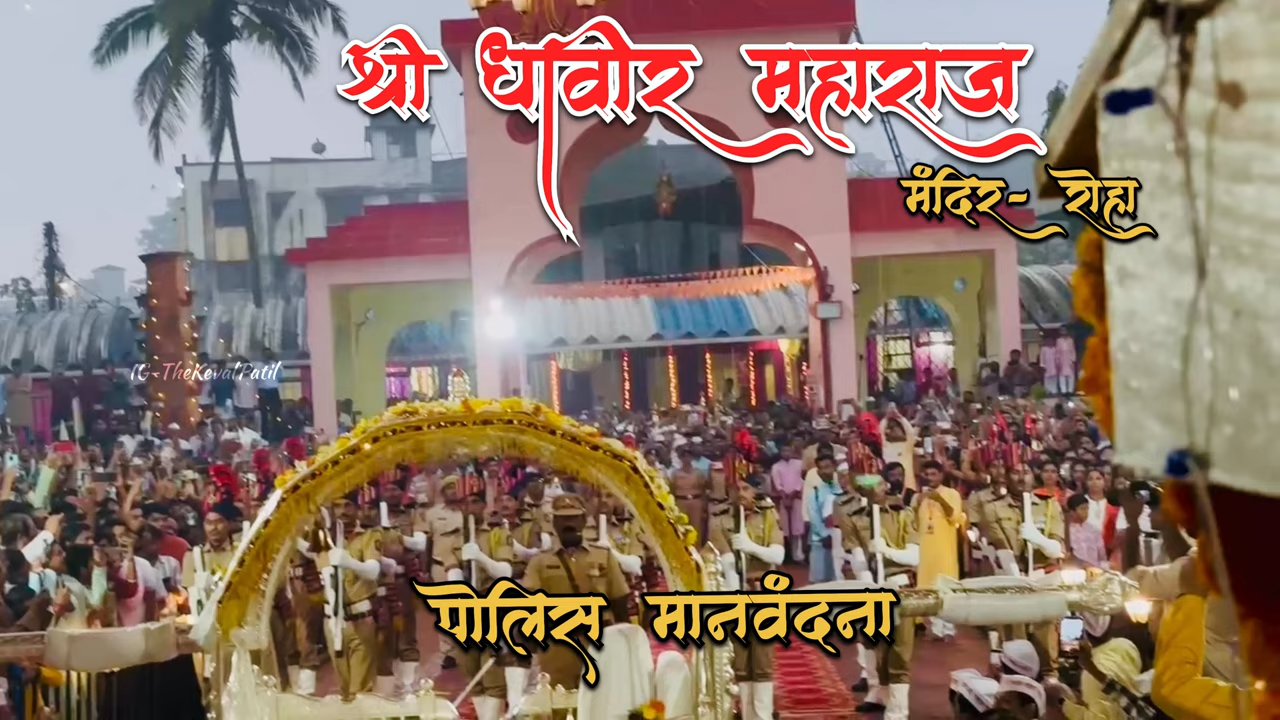 श्री धावीर महाराज
मंदिर- रोहा
IG-TheKevalPatil
पोलिस मानवंदना